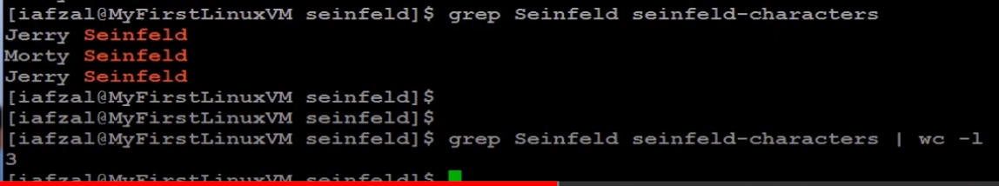 [iafzal@MyFirstLinuxVM seinfeld]$ grep Seinfeld seinfeld-characters
Jerry Seinfeld
Morty Seinfeld
Jerry Seinfeld
[iafzal@MyFirstLinuxVM seinfeld]$
[iafzal@MyFirstLinuxVM seinfeld]$
[iafzal@MyFirstLinuxVM seinfeld]$ grep Seinfeld seinfeld-characters | wc -l
3
[iafzal@MyFirstLinuxVM seinfeld]$